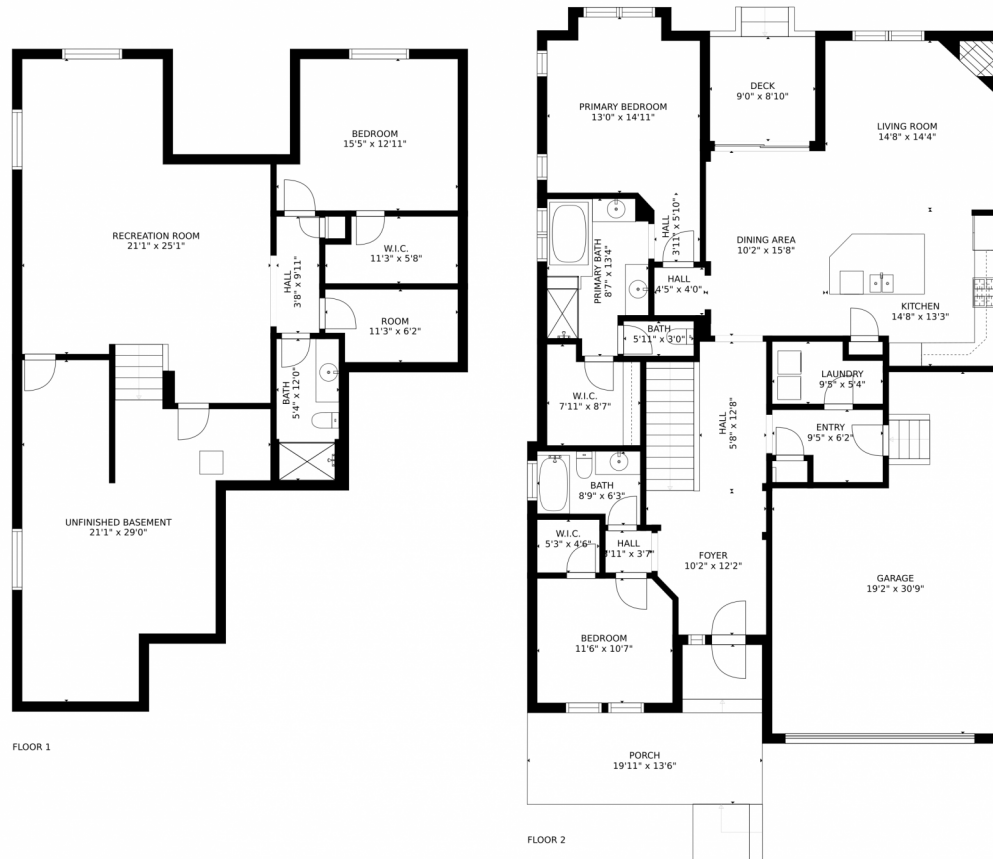 BEDROOM
15'5" x 12'11"
RECREATION ROOM
21'1" x 25'1"
HALL
3'8" x 9'11"
W.I.C.
11'3" x 5'8"
ROOM
11'3" x 6'2"
BATH
5'4" x 12'0"
UNFINISHED BASEMENT
21'1" x 29'0"
FLOOR 1
PRIMARY BEDROOM
13'0" x 14'11"
DECK
9'0" x 8'10"
LIVING ROOM
14'8" x 14'4"
HALL
3'11" x 5'10"
DINING AREA
10'2" x 15'8"
PRIMARY BATH
8'7" x 13'4"
HALL
4'5" x 4'0"
KITCHEN
14'8" x 13'3"
BATH
5'11" x 3'0"
LAUNDRY
9'5" x 5'4"
W.I.C.
7'11" x 8'7"
HALL
5'8" x 12'8"
ENTRY
9'5" x 6'2"
BATH
8'9" x 6'3"
W.I.C.
5'3" x 4'6"
HALL
'11" x 3'7"
FOYER
10'2" x 12'2"
GARAGE
19'2" x 30'9"
BEDROOM
11'6" x 10'7"
PORCH
19'11" x 13'6"
FLOOR 2